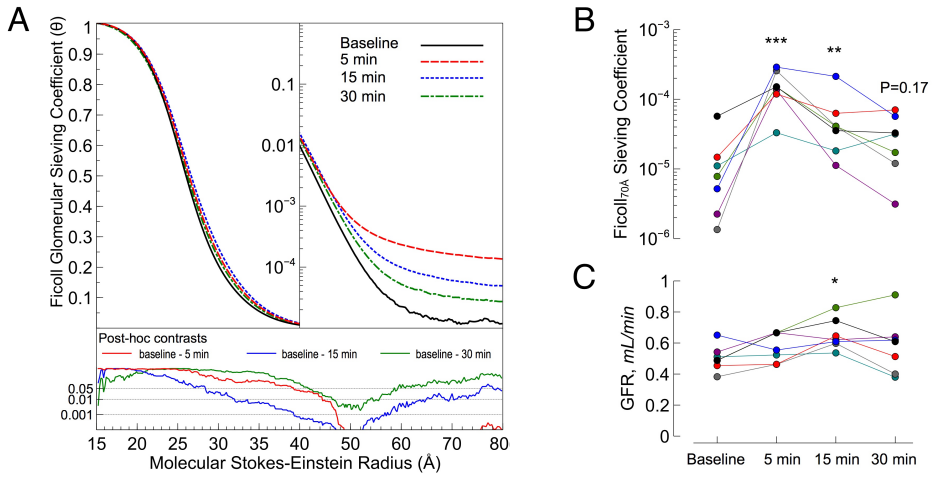 A
Ficoll Glomerular Sieving Coefficient (θ)
1
0.9
0.8
0.7
0.6
0.5
0.4
0.3
0.2
0.1
0.1
0.01
10⁻³
10⁻⁴
Baseline
5 min
15 min
30 min
Post-hoc contrasts
baseline - 5 min
baseline - 15 min
baseline - 30 min
0.05
0.01
0.001
15 20 25 30 35 40 50 60 70 80
Molecular Stokes-Einstein Radius (Å)
B
Ficoll70Å Sieving Coefficient
10⁻³
10⁻⁴
10⁻⁵
10⁻⁶
***
**
P=0.17
C
GFR, mL/min
1
0.8
0.6
0.4
0.2
0
*
Baseline 5 min 15 min 30 min